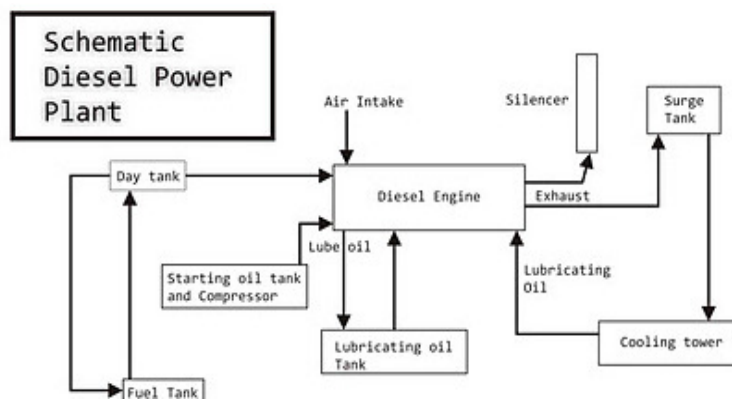 Schematic
Diesel Power
Plant
Air Intake
Silencer
Surge
Tank
Day tank
Diesel Engine
Exhaust
Lube oil
Starting oil tank
and Compressor
Lubricating
Oil
Lubricating oil
Tank
Cooling tower
Fuel Tank